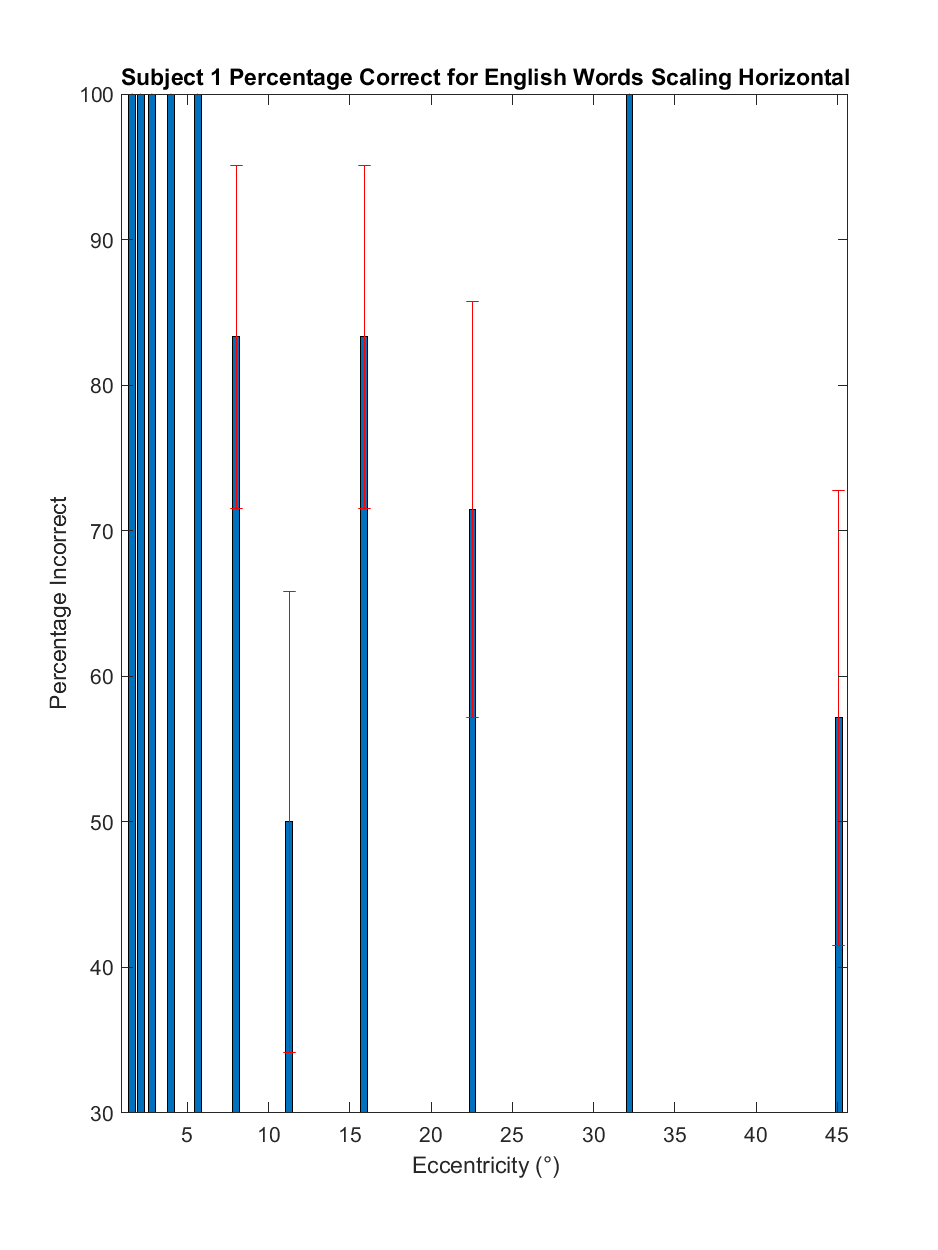 Subject 1 Percentage Correct for English Words Scaling Horizontal
100
90
80
70
60
50
40
30
Percentage Incorrect
5 10 15 20 25 30 35 40 45
Eccentricity (°)